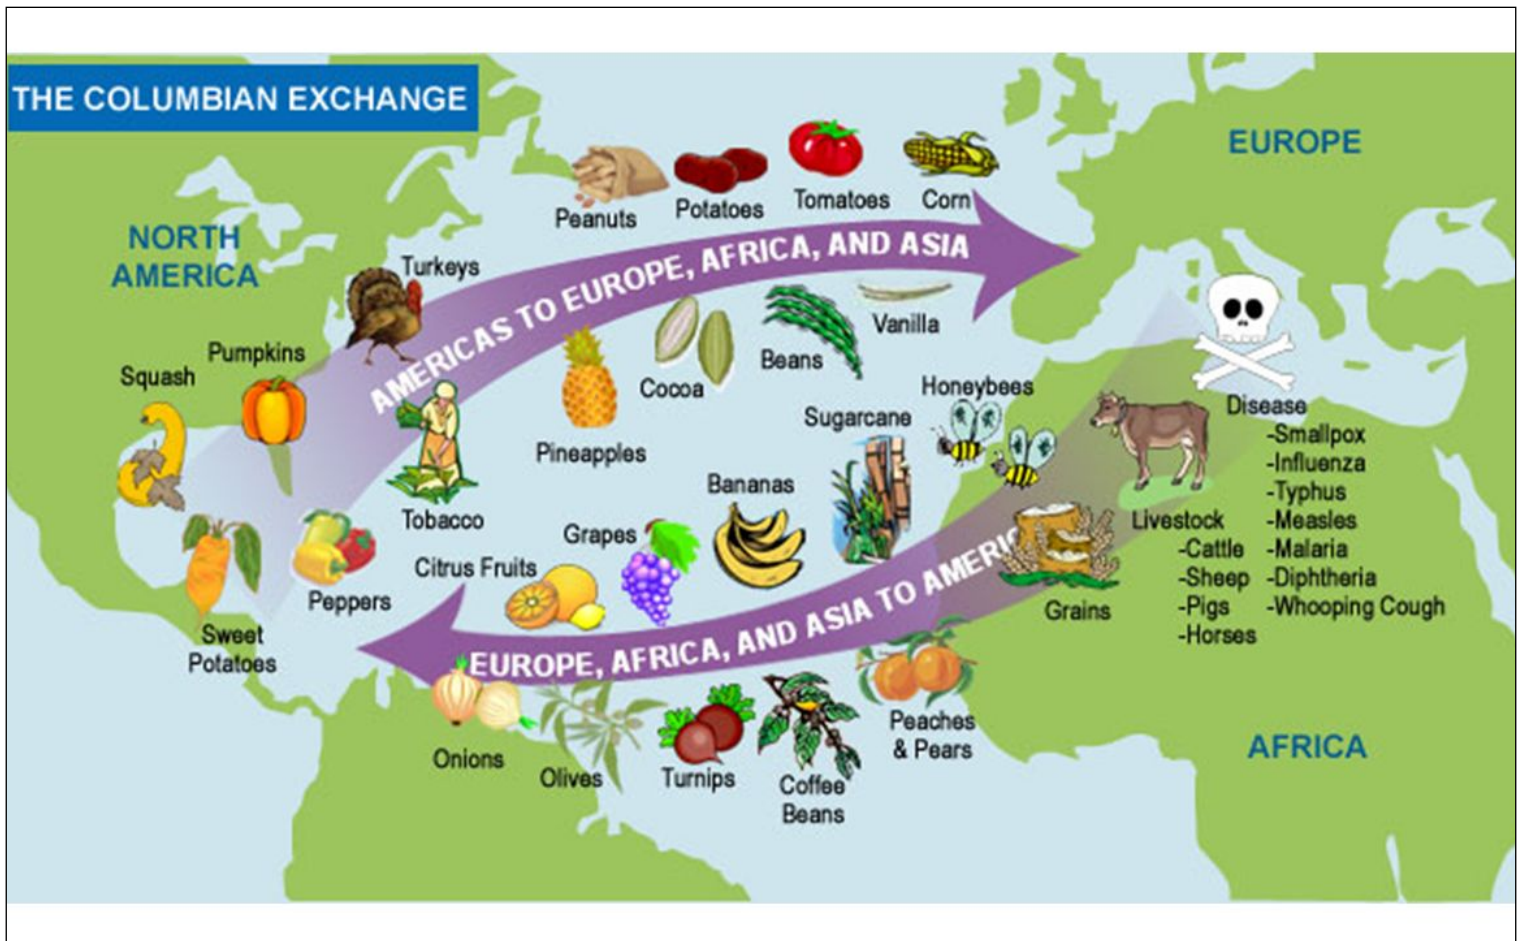 THE COLUMBIAN EXCHANGE
EUROPE
NORTH
AMERICA
Peanuts
Potatoes
Tomatoes
Corn
Turkeys
AMERICAS TO EUROPE, AFRICA, AND ASIA
Squash
Pumpkins
Pineapples
Cocoa
Beans
Vanilla
Tobacco
Sweet
Potatoes
Peppers
Honeybees
Sugarcane
Bananas
Grapes
Citrus Fruits
EUROPE, AFRICA, AND ASIA TO AMERIC
Grains
Livestock
-Cattle
-Sheep
-Pigs
-Horses
Disease
-Smallpox
-Influenza
-Typhus
-Measles
-Malaria
-Diphtheria
-Whooping Cough
Onions
Olives
Turnips
Coffee
Beans
Peaches
& Pears
AFRICA